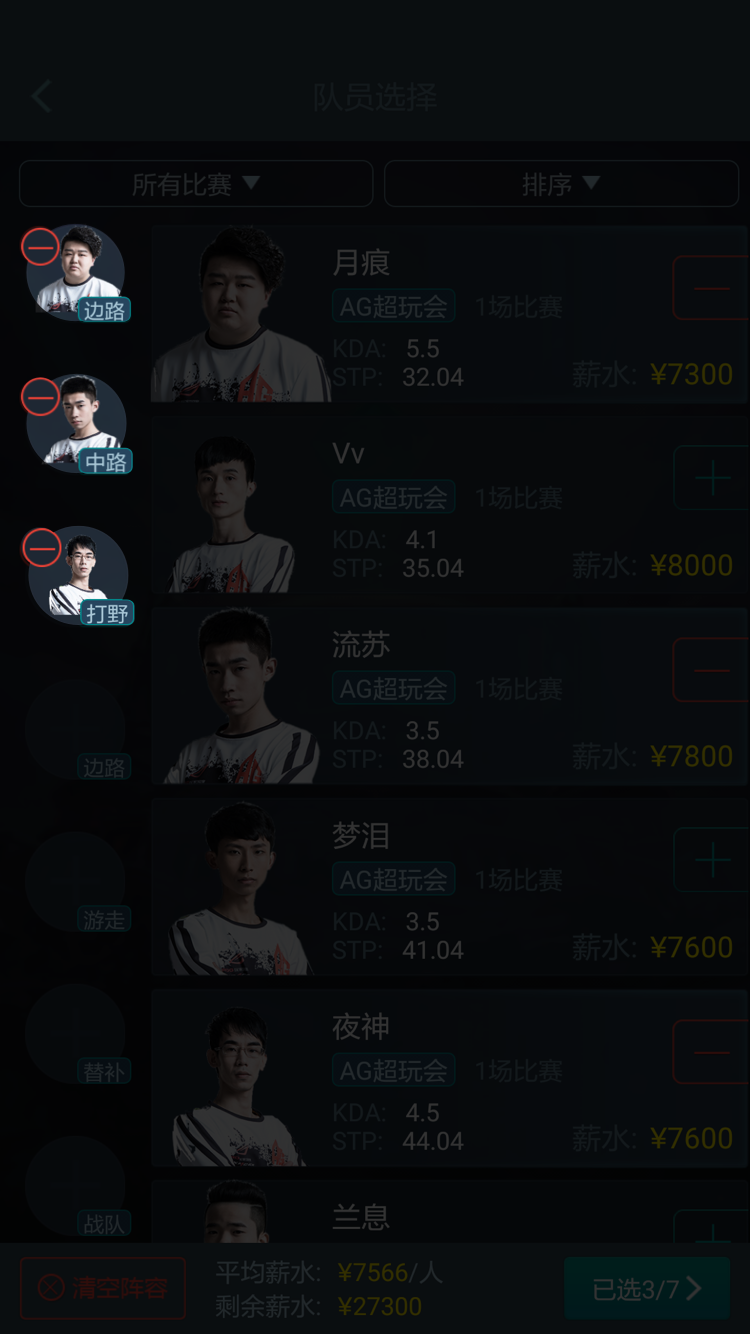 队员选择
所有比赛
排序
边路
中路
打野
边路
游走
替补
战队
月痕
AG超玩会 1场比赛
KDA: 5.5
STP: 32.04
薪水: ¥7300
Vv
AG超玩会 1场比赛
KDA: 4.1
STP: 35.04
薪水: ¥8000
流苏
AG超玩会 1场比赛
KDA: 3.5
STP: 38.04
薪水: ¥7800
梦泪
AG超玩会 1场比赛
KDA: 3.5
STP: 41.04
薪水: ¥7600
夜神
AG超玩会 1场比赛
KDA: 4.5
STP: 44.04
薪水: ¥7600
兰息
清空阵容
平均薪水: ¥7566/人
剩余薪水: ¥27300
已选3/7